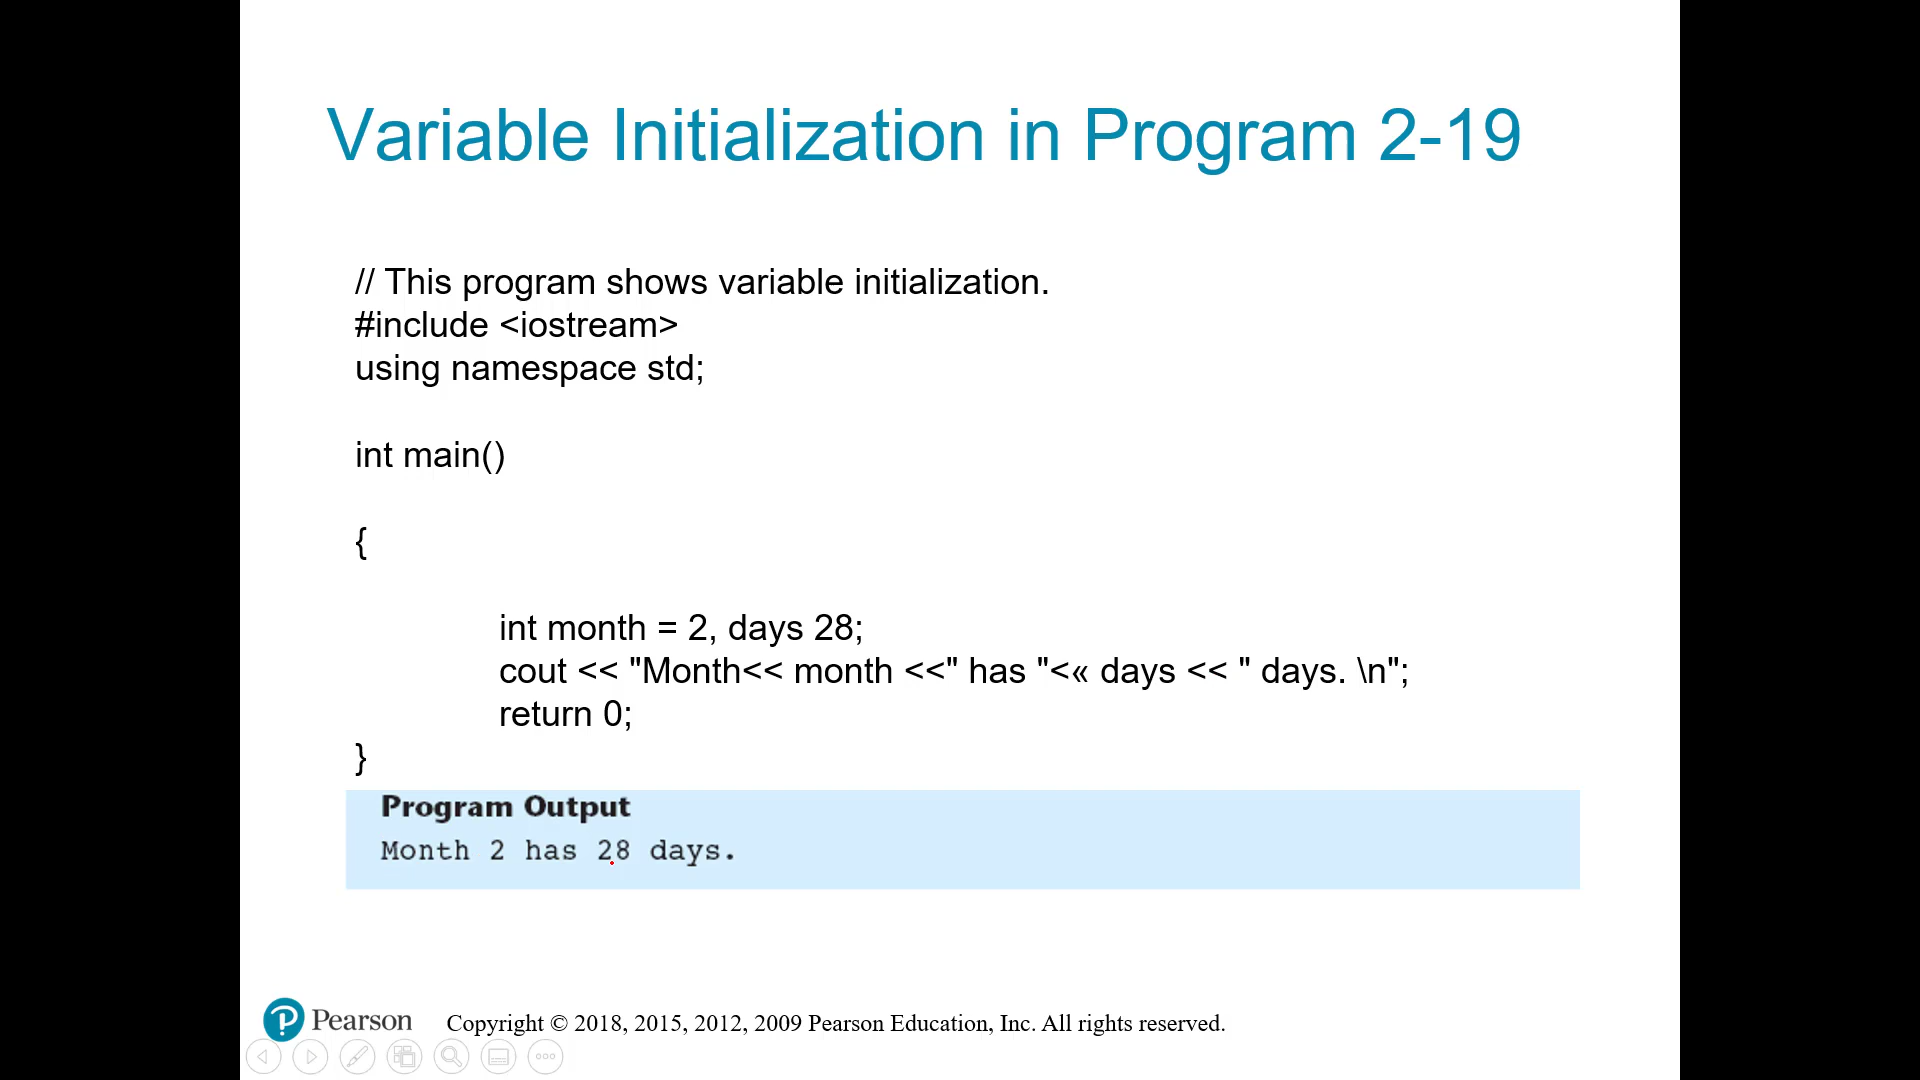 Variable Initialization in Program 2-19
// This program shows variable initialization.
#include <iostream>
using namespace std;
int main()
{
int month = 2, days 28;
cout << "Month<< month <<" has "<« days << " days. \n";
return 0;
}
Program Output
Month 2 has 28 days.
Pearson
Copyright © 2018, 2015, 2012, 2009 Pearson Education, Inc. All rights reserved.